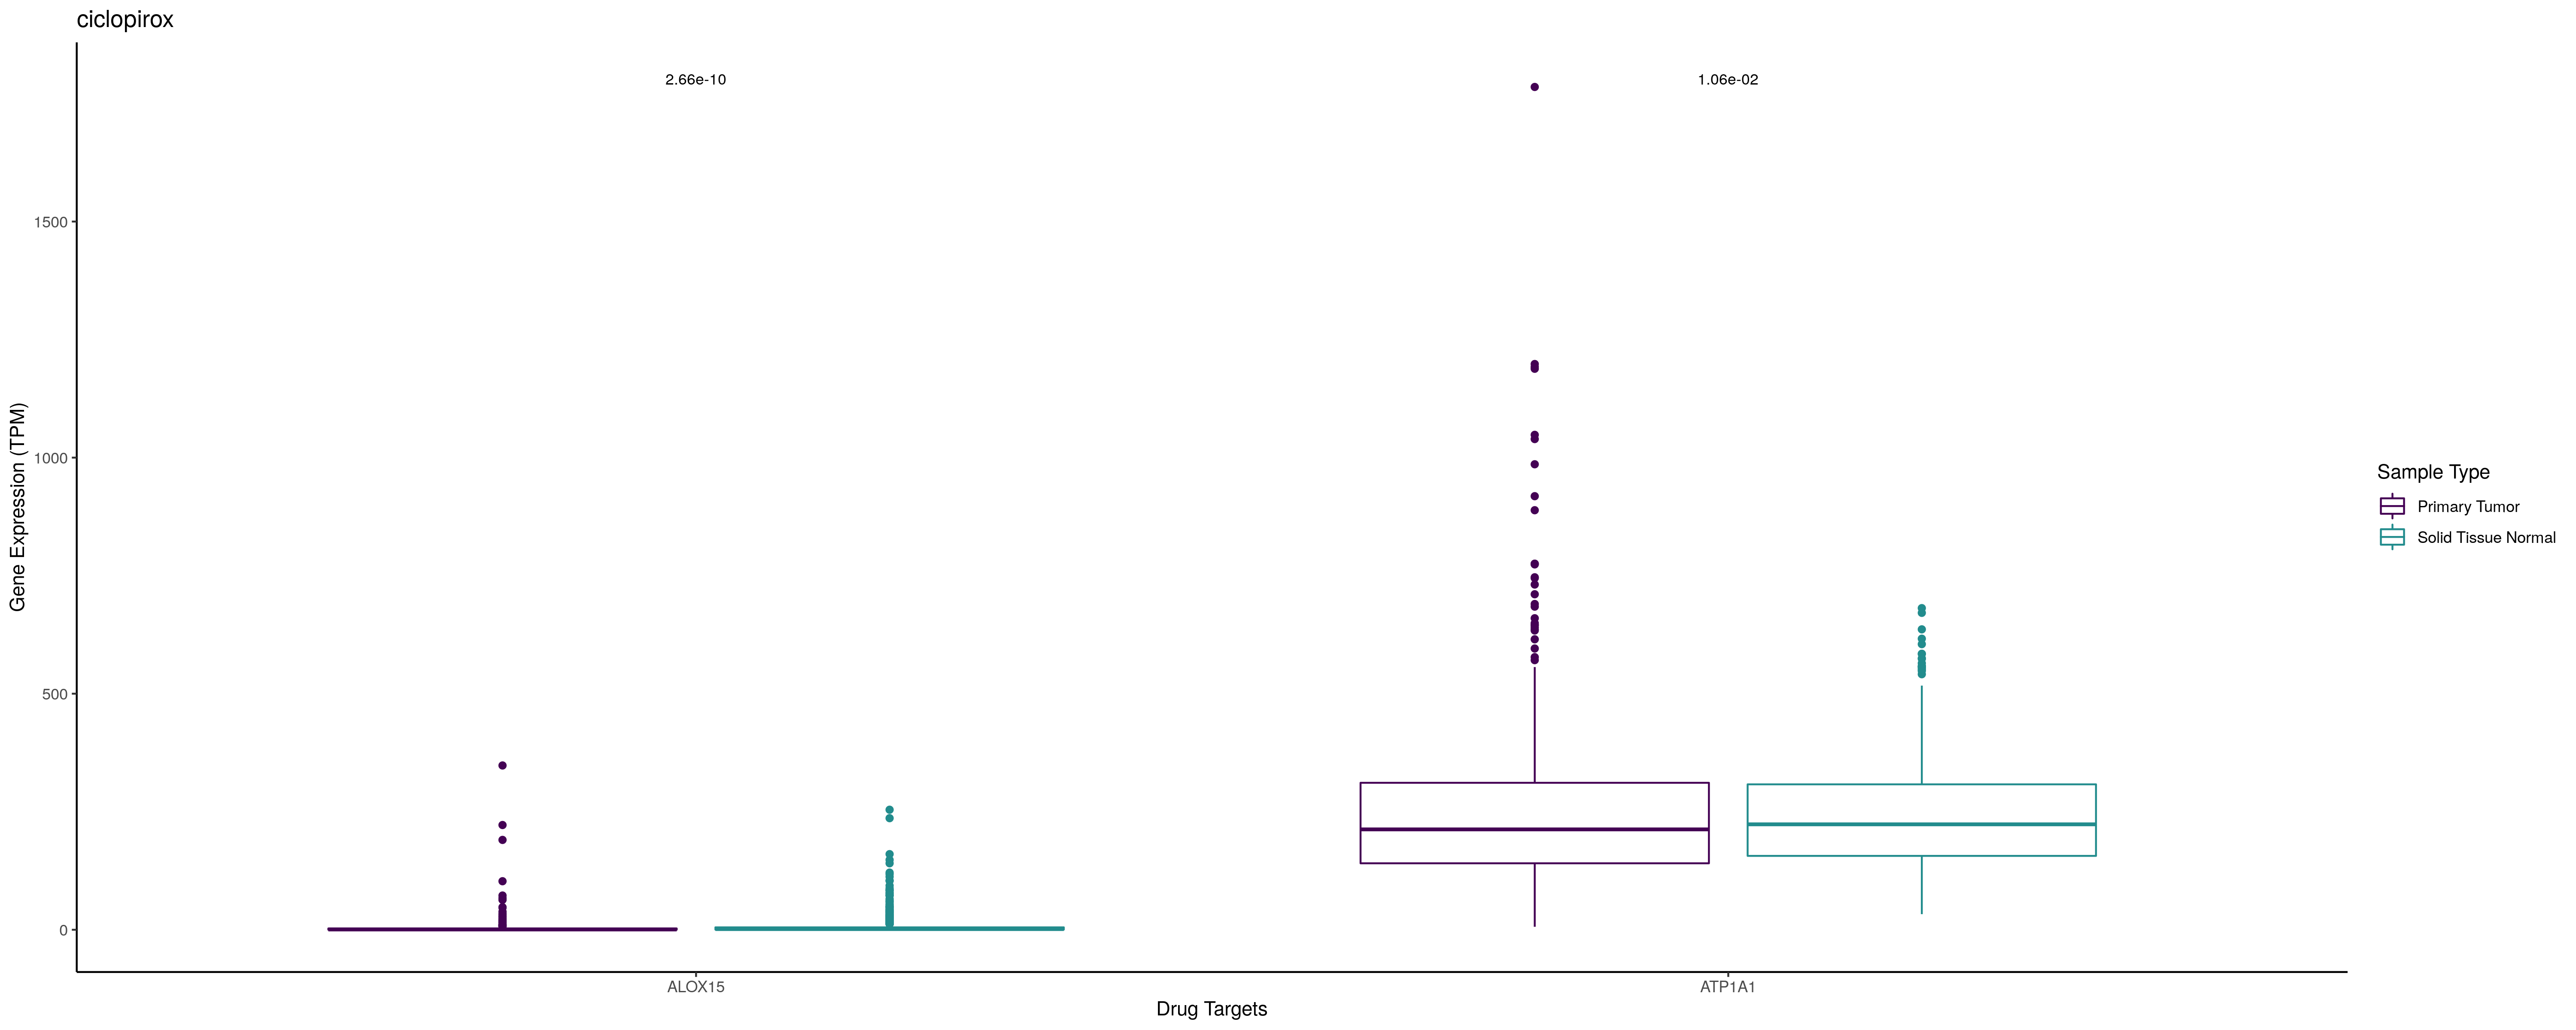 ciclopirox
2.66e-10
1.06e-02
1500
1000
500
0
Gene Expression (TPM)
ALOX15
ATP1A1
Drug Targets
Sample Type
Primary Tumor
Solid Tissue Normal